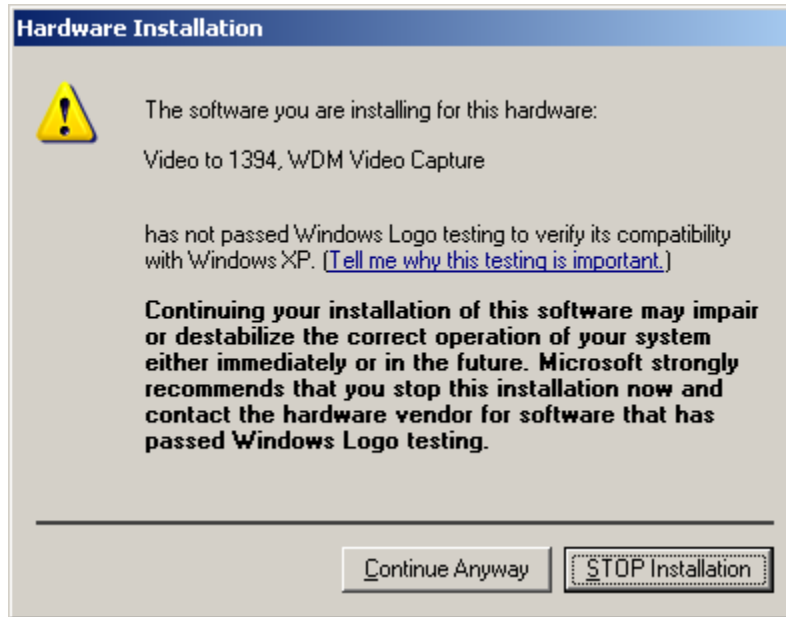 Hardware Installation
The software you are installing for this hardware:
Video to 1394, WDM Video Capture
has not passed Windows Logo testing to verify its compatibility
with Windows XP. (Tell me why this testing is important.)
Continuing your installation of this software may impair
or destabilize the correct operation of your system
either immediately or in the future. Microsoft strongly
recommends that you stop this installation now and
contact the hardware vendor for software that has
passed Windows Logo testing.
Continue Anyway
STOP Installation